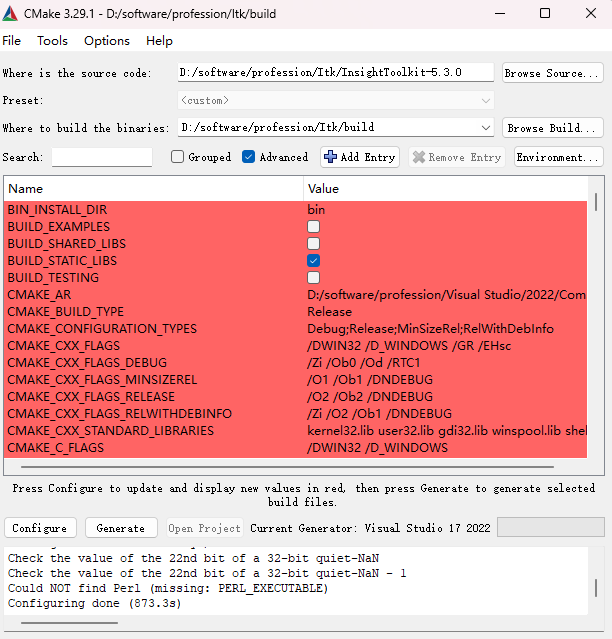 CMake 3.29.1 - D:/software/profession/Itk/build
File Tools Options Help
Where is the source code: D:/software/profession/Itk/InsightToolkit-5.3.0 Browse Source...
Preset: <custom>
Where to build the binaries: D:/software/profession/Itk/build Browse Build...
Search: Grouped Advanced Add Entry Remove Entry Environment...
Name Value
BIN_INSTALL_DIR bin
BUILD_EXAMPLES
BUILD_SHARED_LIBS
BUILD_STATIC_LIBS
BUILD_TESTING
CMAKE_AR D:/software/profession/Visual Studio/2022/Com
CMAKE_BUILD_TYPE Release
CMAKE_CONFIGURATION_TYPES Debug;Release;MinSizeRel;RelWithDebInfo
CMAKE_CXX_FLAGS /DWIN32 /D_WINDOWS /GR /EHsc
CMAKE_CXX_FLAGS_DEBUG /Zi /Ob0 /Od /RTC1
CMAKE_CXX_FLAGS_MINSIZEREL /O1 /Ob1 /DNDEBUG
CMAKE_CXX_FLAGS_RELEASE /O2 /Ob2 /DNDEBUG
CMAKE_CXX_FLAGS_RELWITHDEBINFO /Zi /O2 /Ob1 /DNDEBUG
CMAKE_CXX_STANDARD_LIBRARIES kernel32.lib user32.lib gdi32.lib winspool.lib shel
CMAKE_C_FLAGS /DWIN32 /D_WINDOWS
Press Configure to update and display new values in red, then press Generate to generate selected
build files.
Configure Generate Open Project Current Generator: Visual Studio 17 2022
Check the value of the 22nd bit of a 32-bit quiet-NaN
Check the value of the 22nd bit of a 32-bit quiet-NaN - 1
Could NOT find Perl (missing: PERL_EXECUTABLE)
Configuring done (873.3s)